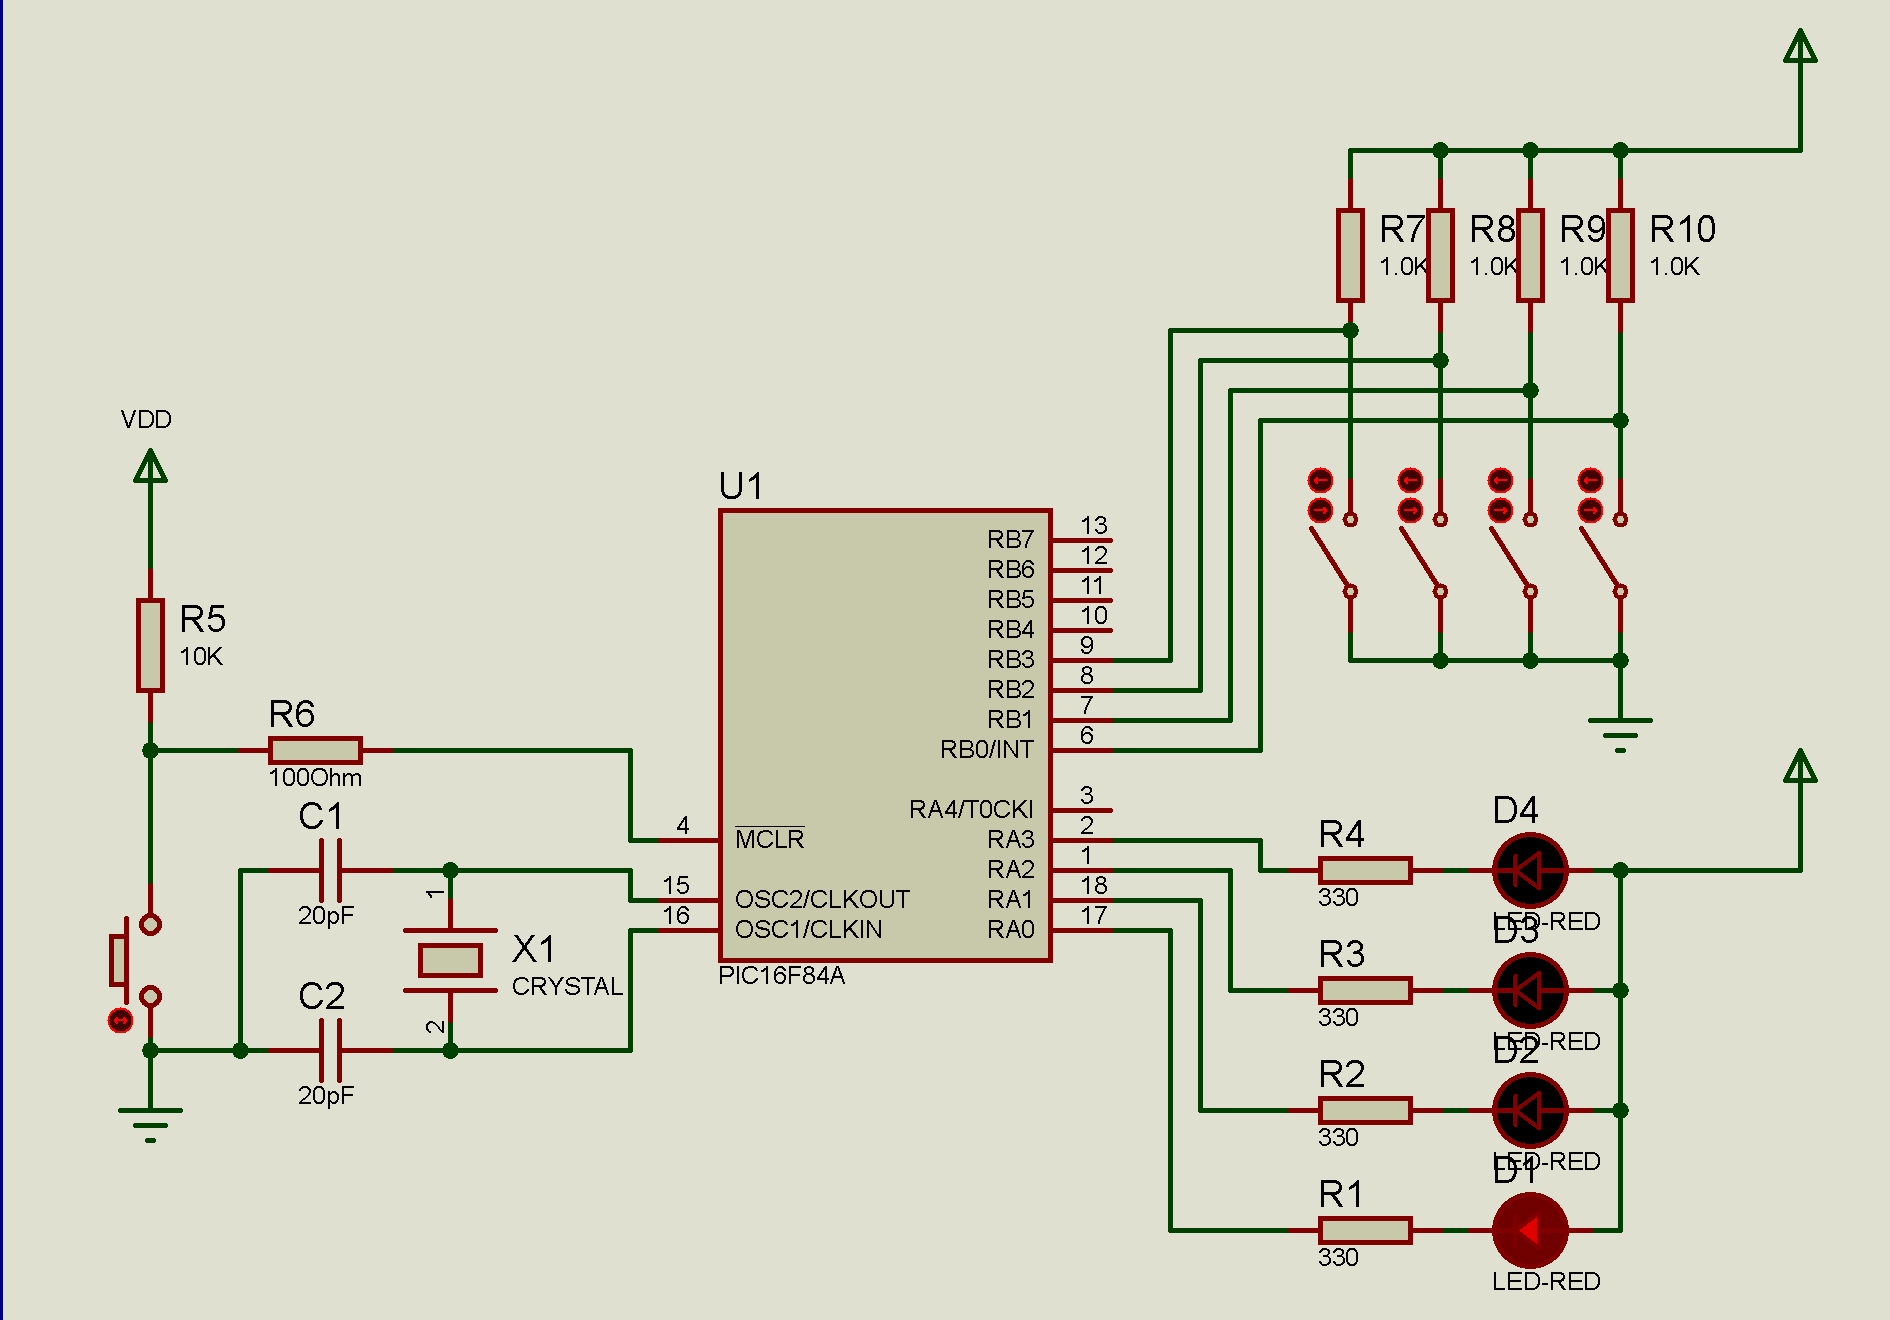 R7
R8
R9
R10
1.0K
1.0K
1.0K
1.0K
VDD
U1
RB7
13
RB6
12
RB5
11
RB4
10
RB3
9
RB2
8
RB1
7
RB0/INT
6
R5
10K
R6
100Ohm
C1
20pF
4
MCLR
RA4/T0CKI
3
RA3
2
RA2
1
RA1
18
RA0
17
15
OSC2/CLKOUT
16
OSC1/CLKIN
PIC16F84A
1
X1
CRYSTAL
2
C2
20pF
R4
330
D4
LED-RED
R3
330
D3
LED-RED
R2
330
D2
LED-RED
R1
330
D1
LED-RED